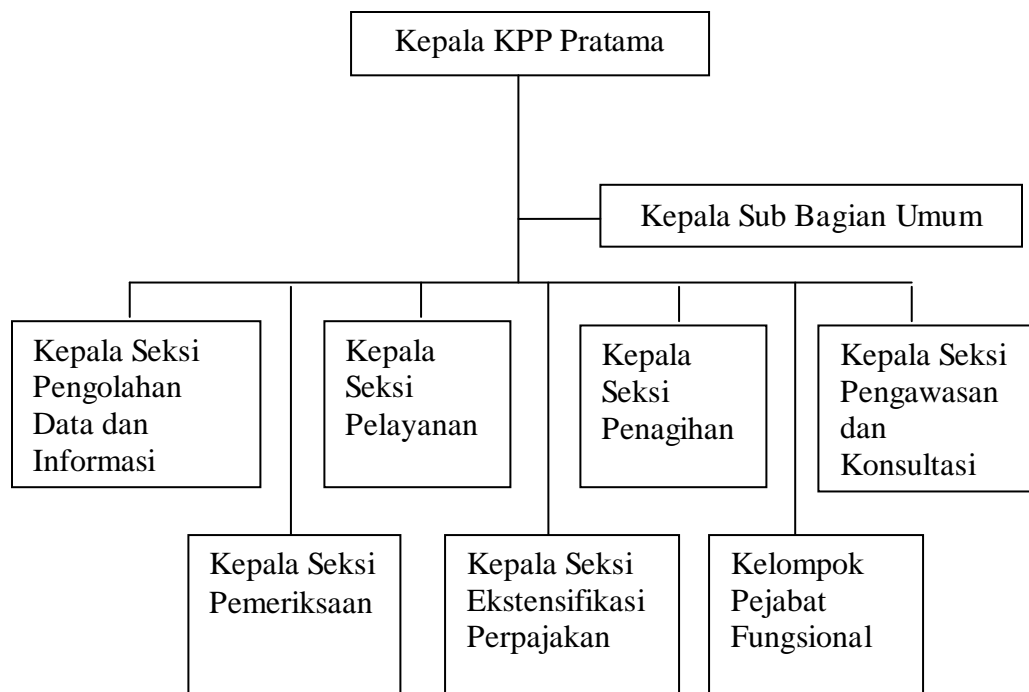 Kepala KPP Pratama
Kepala Sub Bagian Umum
Kepala Seksi
Pengolahan
Data dan
Informasi
Kepala
Seksi
Pelayanan
Kepala
Seksi
Penagihan
Kepala Seksi
Pengawasan
dan
Konsultasi
Kepala Seksi
Pemeriksaan
Kepala Seksi
Ekstensifikasi
Perpajakan
Kelompok
Pejabat
Fungsional